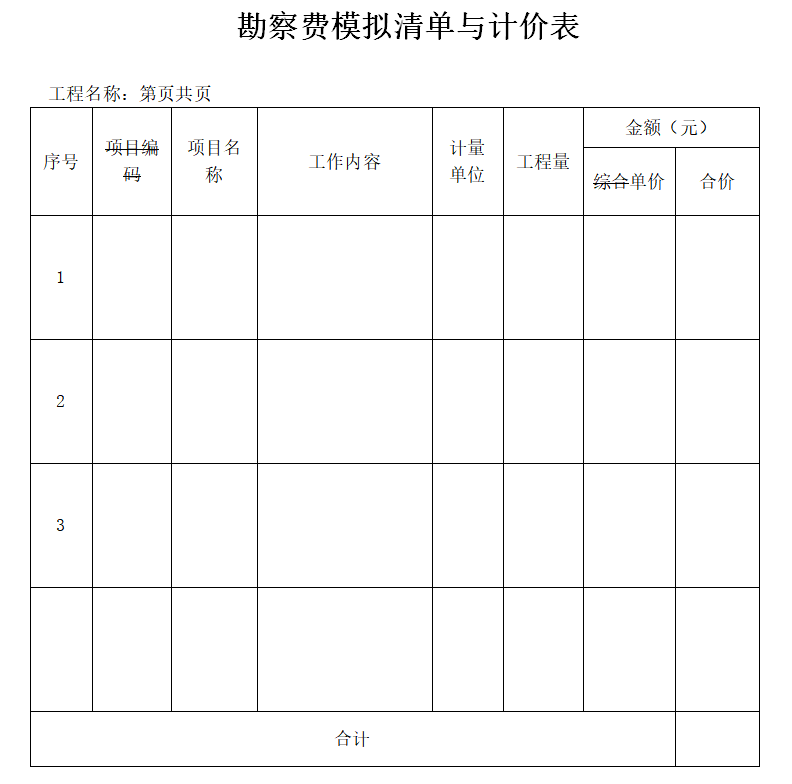 勘察费模拟清单与计价表
工程名称：第页共页
序号 项目编码 项目名称 工作内容 计量单位 工程量 金额（元）
综合单价 合价
1
2
3
合计